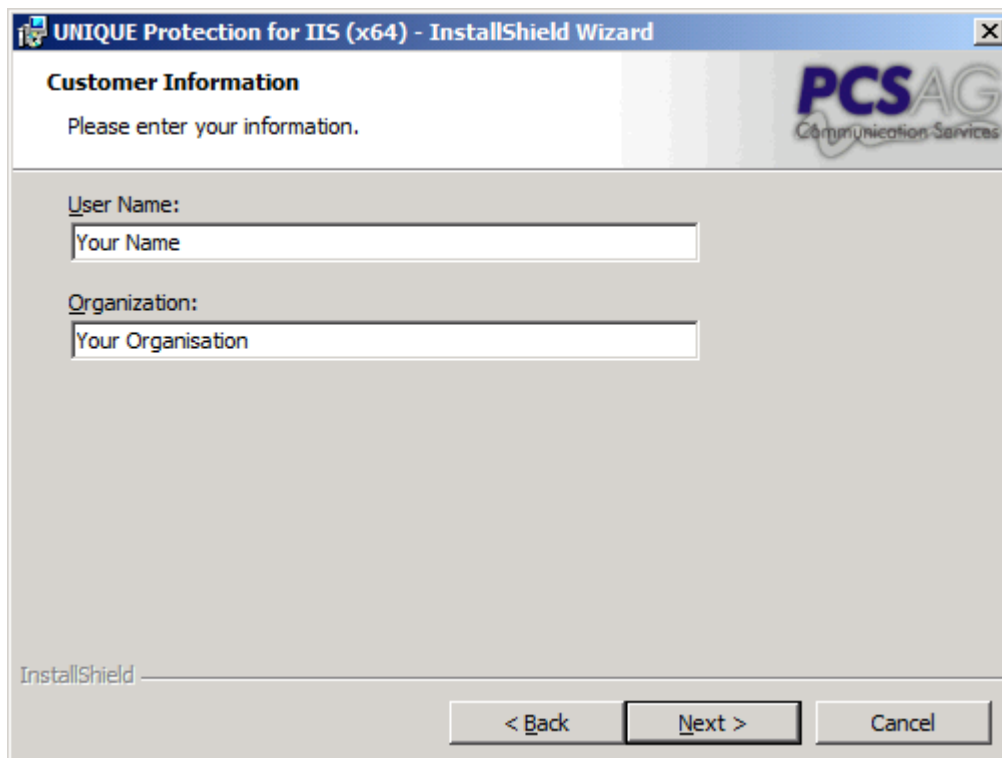 UNIQUE Protection for IIS (x64) - InstallShield Wizard
Customer Information
Please enter your information.
PCSAG
Communication Services
User Name:
Your Name
Organization:
Your Organisation
InstallShield
< Back Next > Cancel